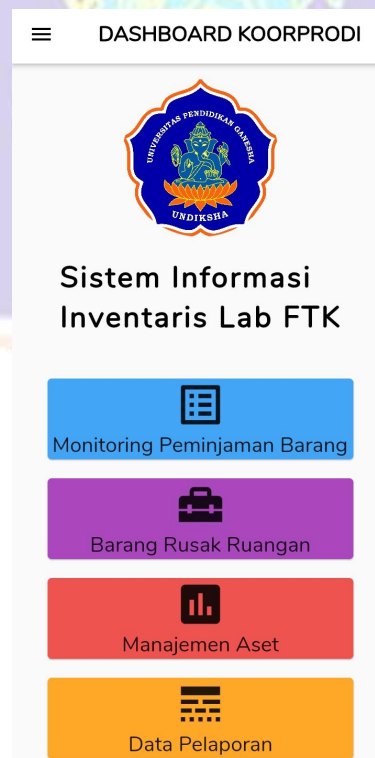 DASHBOARD KOORPRODI
UNIVERSITAS PENDIDIKAN GANESHA
UNDIKSHA
Sistem Informasi
Inventaris Lab FTK
Monitoring Peminjaman Barang
Barang Rusak Ruangan
Manajemen Aset
Data Pelaporan